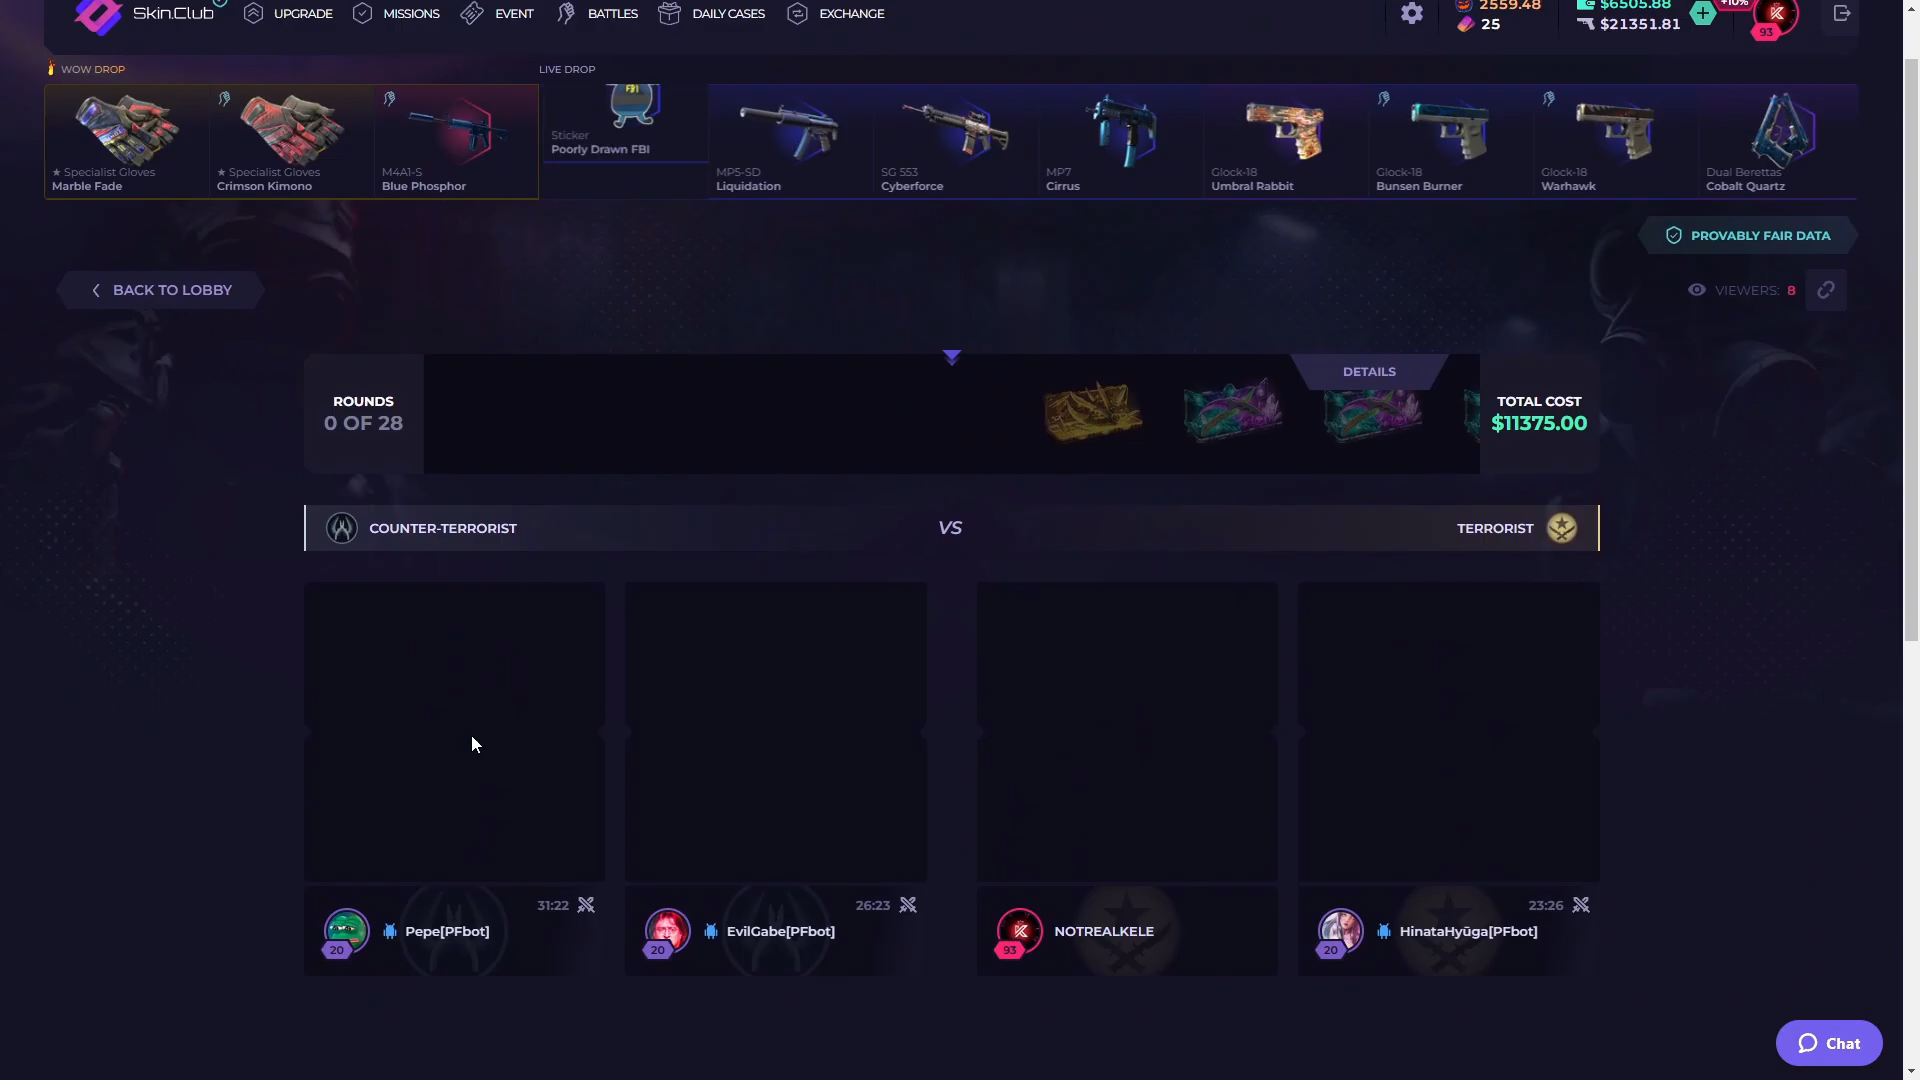 Skin.Club
UPGRADE
MISSIONS
EVENT
BATTLES
DAILY CASES
EXCHANGE
2559.48
25
$6505.88
$21351.81
+10%
93
WOW DROP
LIVE DROP
★ Specialist Gloves
Marble Fade
★ Specialist Gloves
Crimson Kimono
M4A1-S
Blue Phosphor
FBI
Sticker
Poorly Drawn FBI
MP5-SD
Liquidation
SG 553
Cyberforce
MP7
Cirrus
Glock-18
Umbral Rabbit
Glock-18
Bunsen Burner
Glock-18
Warhawk
Dual Berettas
Cobalt Quartz
PROVABLY FAIR DATA
BACK TO LOBBY
VIEWERS: 8
ROUNDS
0 OF 28
DETAILS
TOTAL COST
$11375.00
COUNTER-TERRORIST
VS
TERRORIST
31:22
Pepe[PFbot]
20
26:23
EvilGabe[PFbot]
20
NOTREALKELE
93
23:26
HinataHyūga[PFbot]
20
Chat